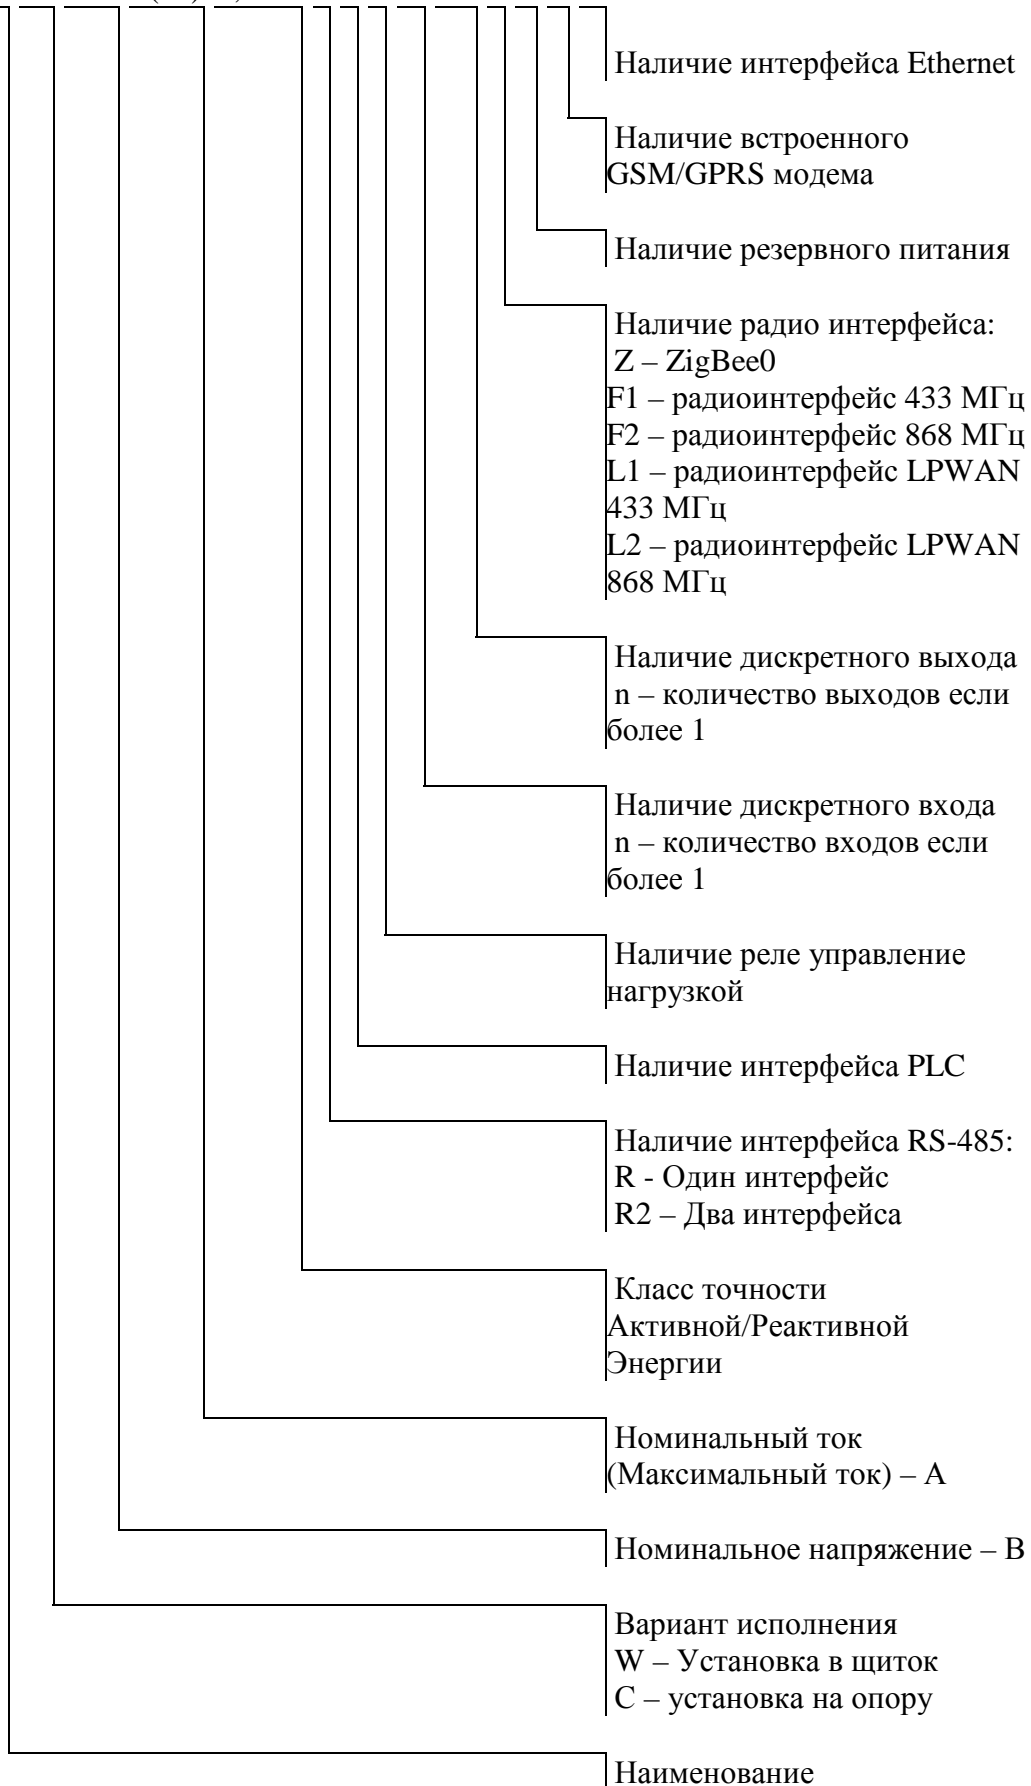 Наличие интерфейса Ethernet
Наличие встроенного
GSM/GPRS модема
Наличие резервного питания
Наличие радио интерфейса:
Z – ZigBee0
F1 – радиоинтерфейс 433 МГц
F2 – радиоинтерфейс 868 МГц
L1 – радиоинтерфейс LPWAN
433 МГц
L2 – радиоинтерфейс LPWAN
868 МГц
Наличие дискретного выхода
n – количество выходов если
более 1
Наличие дискретного входа
n – количество входов если
более 1
Наличие реле управление
нагрузкой
Наличие интерфейса PLC
Наличие интерфейса RS-485:
R - Один интерфейс
R2 – Два интерфейса
Класс точности
Активной/Реактивной
Энергии
Номинальный ток
(Максимальный ток) – А
Номинальное напряжение – В
Вариант исполнения
W – Установка в щиток
C – установка на опору
Наименование